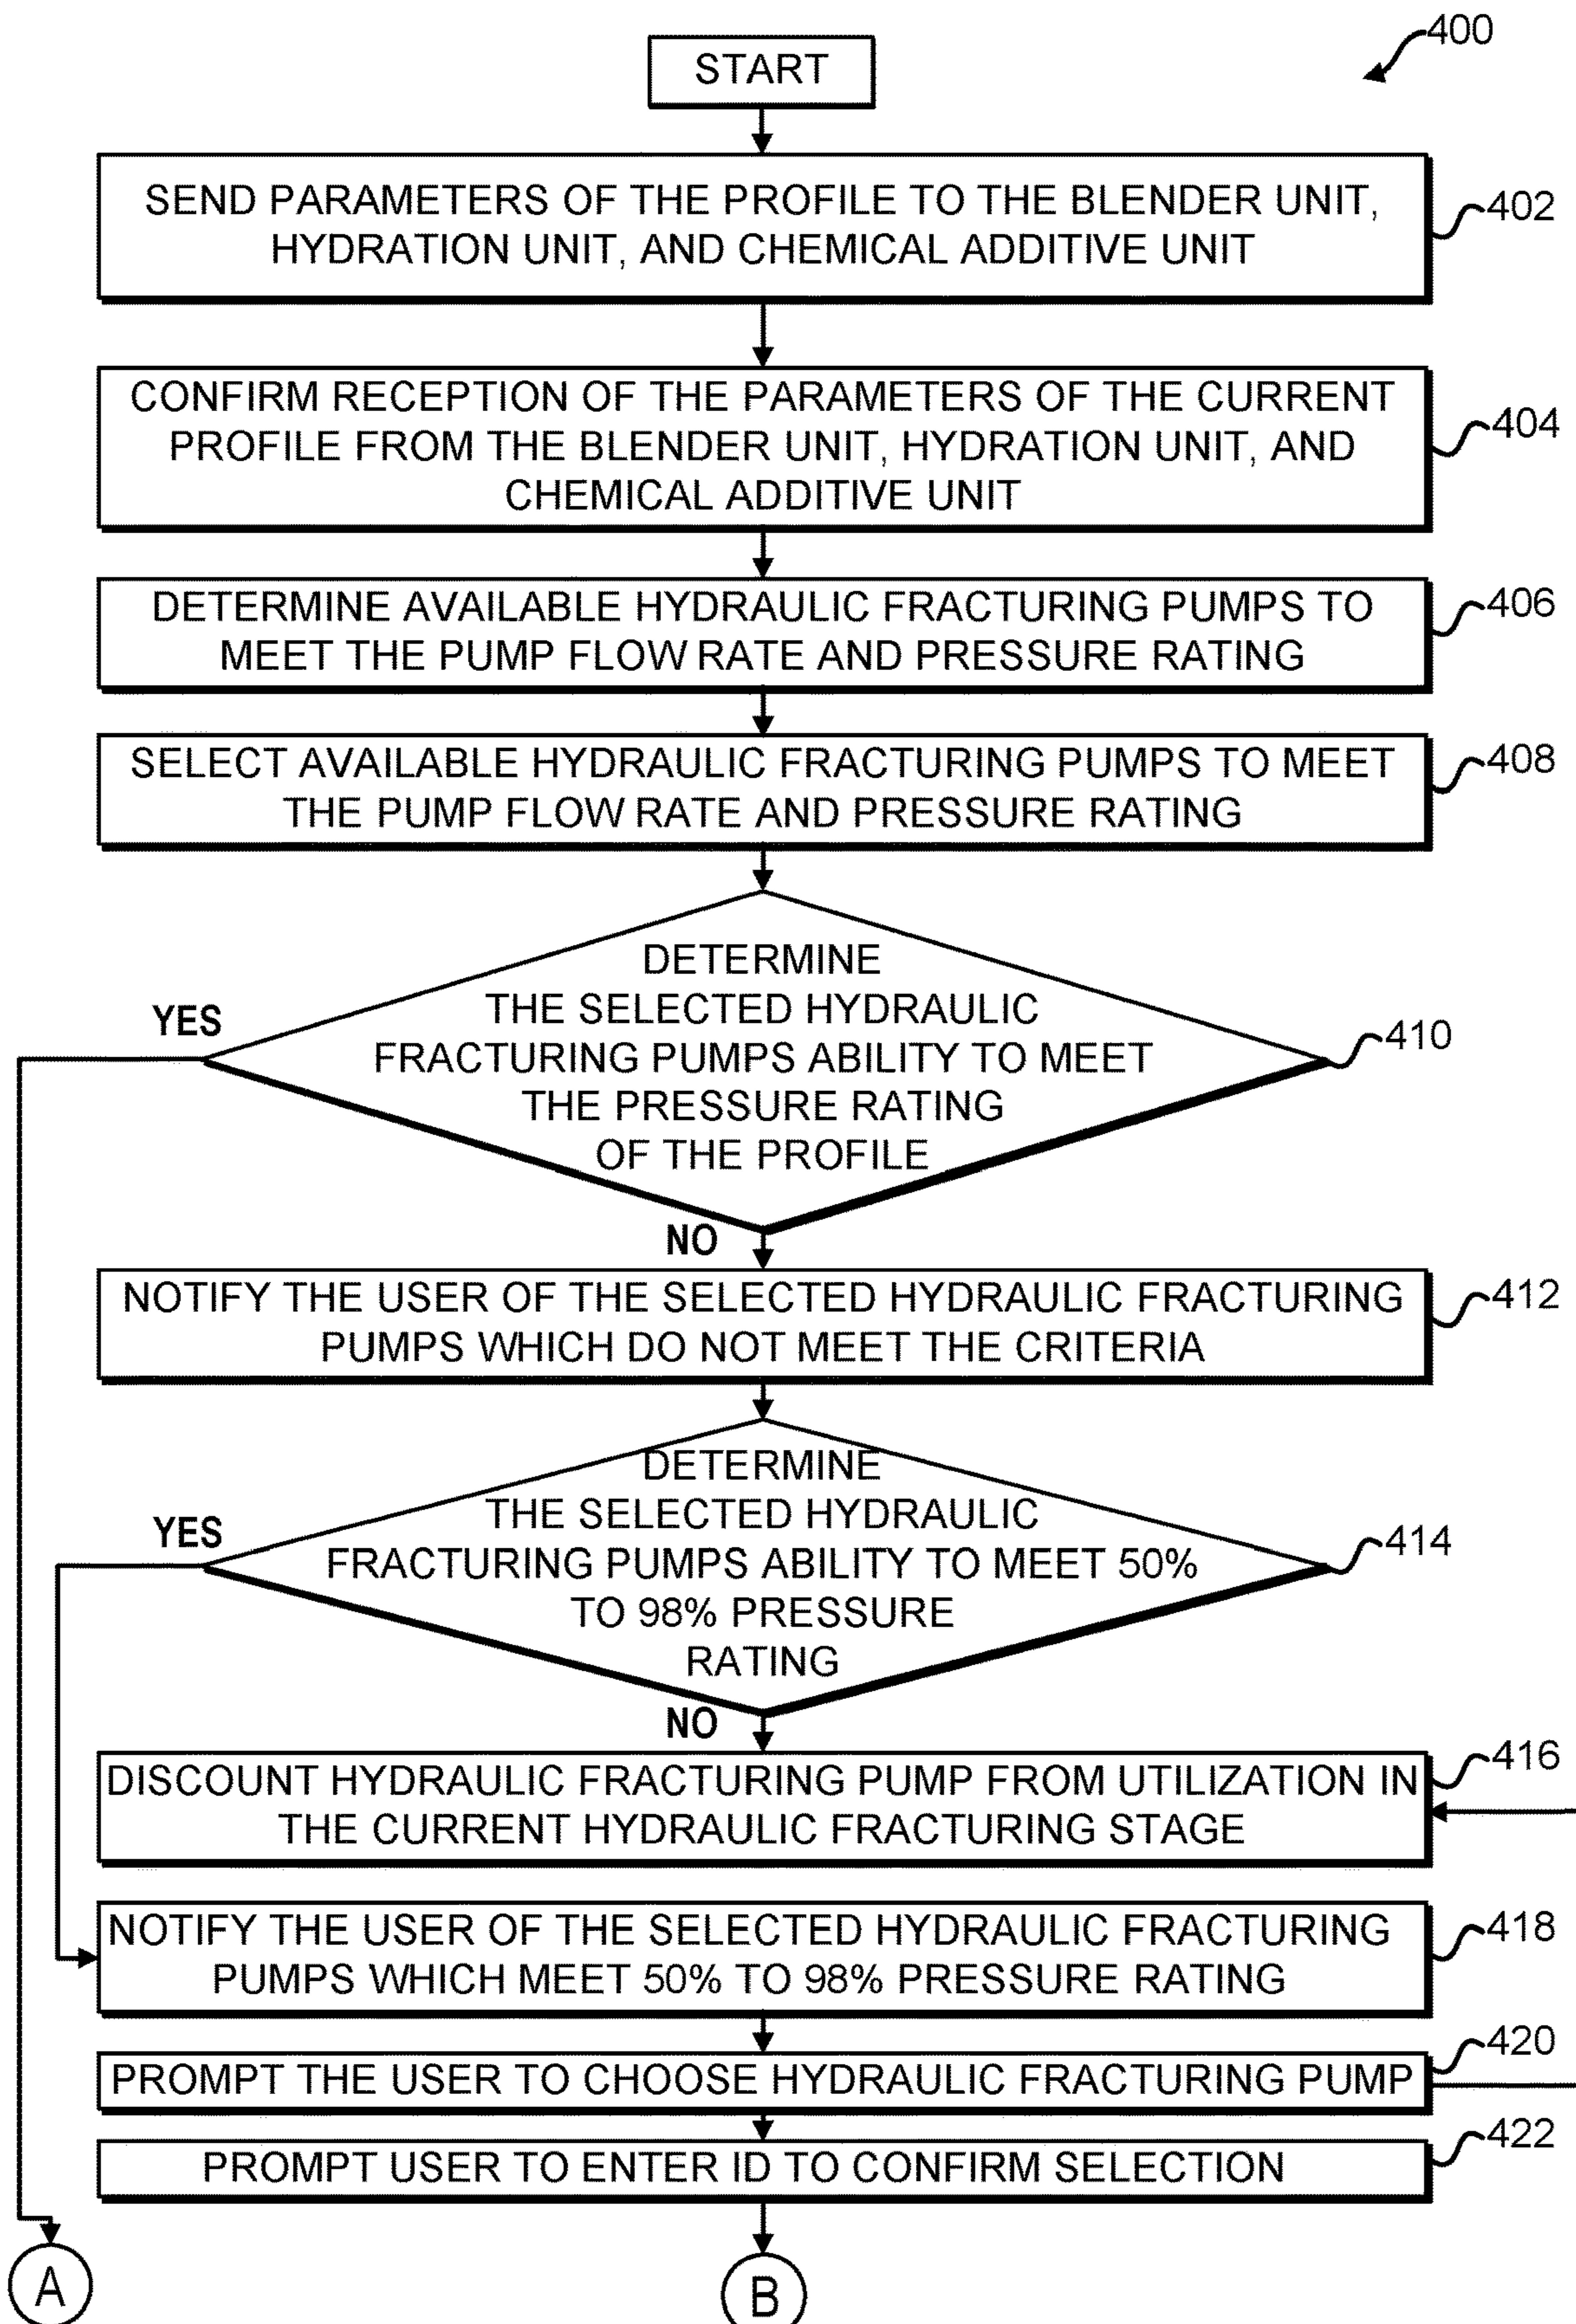 400
START
SEND PARAMETERS OF THE PROFILE TO THE BLENDER UNIT,
HYDRATION UNIT, AND CHEMICAL ADDITIVE UNIT
402
CONFIRM RECEPTION OF THE PARAMETERS OF THE CURRENT
PROFILE FROM THE BLENDER UNIT, HYDRATION UNIT, AND
CHEMICAL ADDITIVE UNIT
404
DETERMINE AVAILABLE HYDRAULIC FRACTURING PUMPS TO
MEET THE PUMP FLOW RATE AND PRESSURE RATING
406
SELECT AVAILABLE HYDRAULIC FRACTURING PUMPS TO MEET
THE PUMP FLOW RATE AND PRESSURE RATING
408
DETERMINE
THE SELECTED HYDRAULIC
FRACTURING PUMPS ABILITY TO MEET
THE PRESSURE RATING
OF THE PROFILE
410
YES
NO
NOTIFY THE USER OF THE SELECTED HYDRAULIC FRACTURING
PUMPS WHICH DO NOT MEET THE CRITERIA
412
DETERMINE
THE SELECTED HYDRAULIC
FRACTURING PUMPS ABILITY TO MEET 50%
TO 98% PRESSURE
RATING
414
YES
NO
DISCOUNT HYDRAULIC FRACTURING PUMP FROM UTILIZATION IN
THE CURRENT HYDRAULIC FRACTURING STAGE
416
NOTIFY THE USER OF THE SELECTED HYDRAULIC FRACTURING
PUMPS WHICH MEET 50% TO 98% PRESSURE RATING
418
PROMPT THE USER TO CHOOSE HYDRAULIC FRACTURING PUMP
420
PROMPT USER TO ENTER ID TO CONFIRM SELECTION
422
A
B